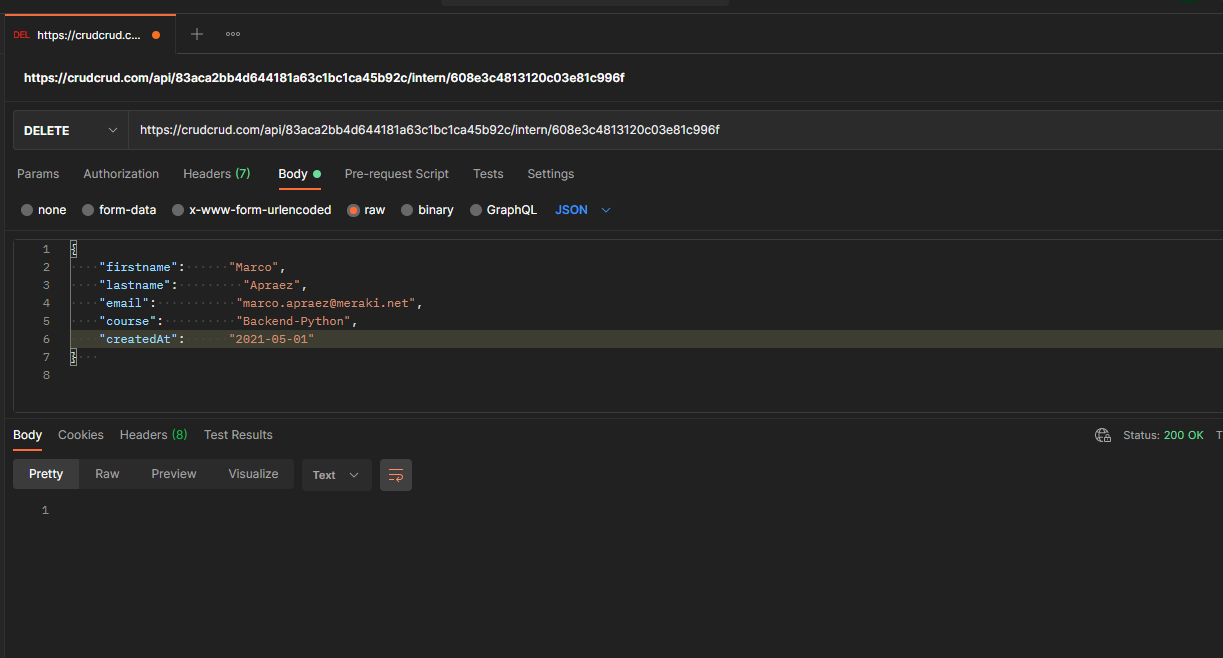 DEL https://crudcrud.c...
https://crudcrud.com/api/83aca2bb4d644181a63c1bc1ca45b92c/intern/608e3c4813120c03e81c996f
DELETE https://crudcrud.com/api/83aca2bb4d644181a63c1bc1ca45b92c/intern/608e3c4813120c03e81c996f
Params Authorization Headers (7) Body Pre-request Script Tests Settings
none form-data x-www-form-urlencoded raw binary GraphQL JSON
1 {
2 "firstname": "Marco",
3 "lastname": "Apraez",
4 "email": "marco.apraez@meraki.net",
5 "course": "Backend-Python",
6 "createdAt": "2021-05-01"
7 }
8
Body Cookies Headers (8) Test Results Status: 200 OK T
Pretty Raw Preview Visualize Text
1